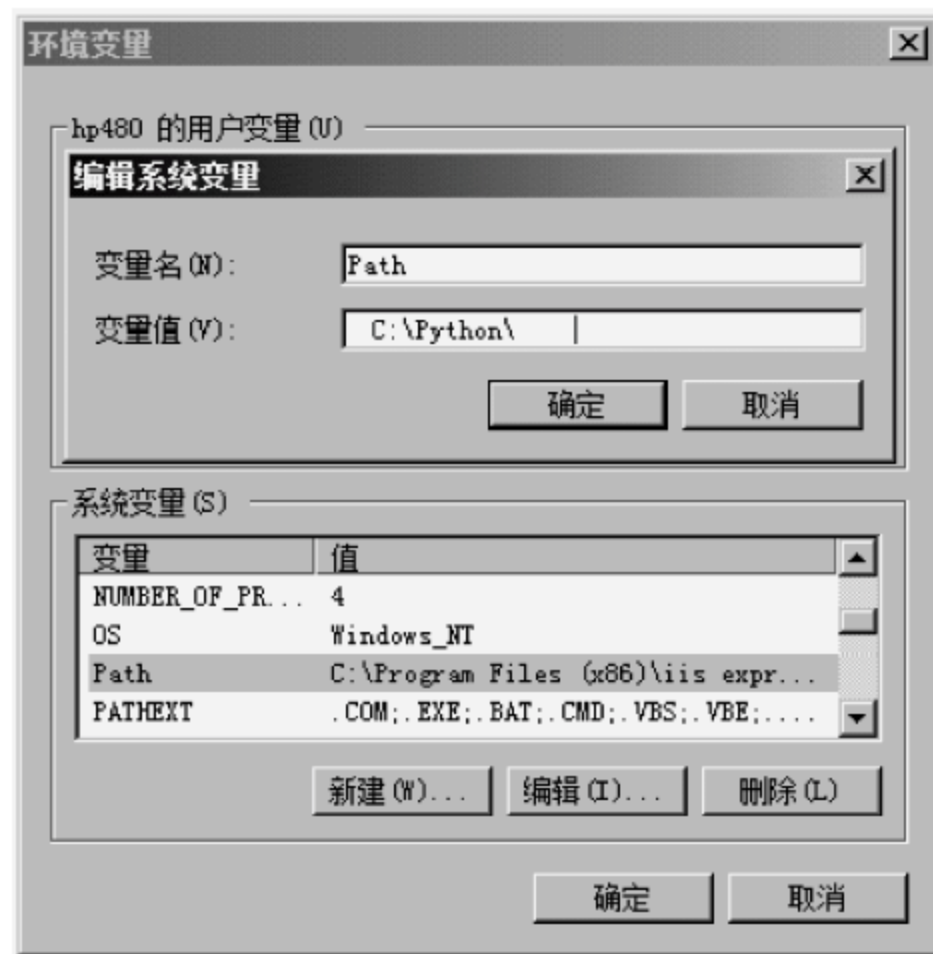 环境变量
hp480 的用户变量(U)
编辑系统变量
变量名(N):
Path
变量值(V):
C:\Python\
确定 取消
系统变量(S)
变量 值
NUMBER_OF_PR... 4
OS Windows_NT
Path C:\Program Files (x86)\iis expr...
PATHEXT .COM;.EXE;.BAT;.CMD;.VBS;.VBE;....
新建(W)... 编辑(I)... 删除(L)
确定 取消